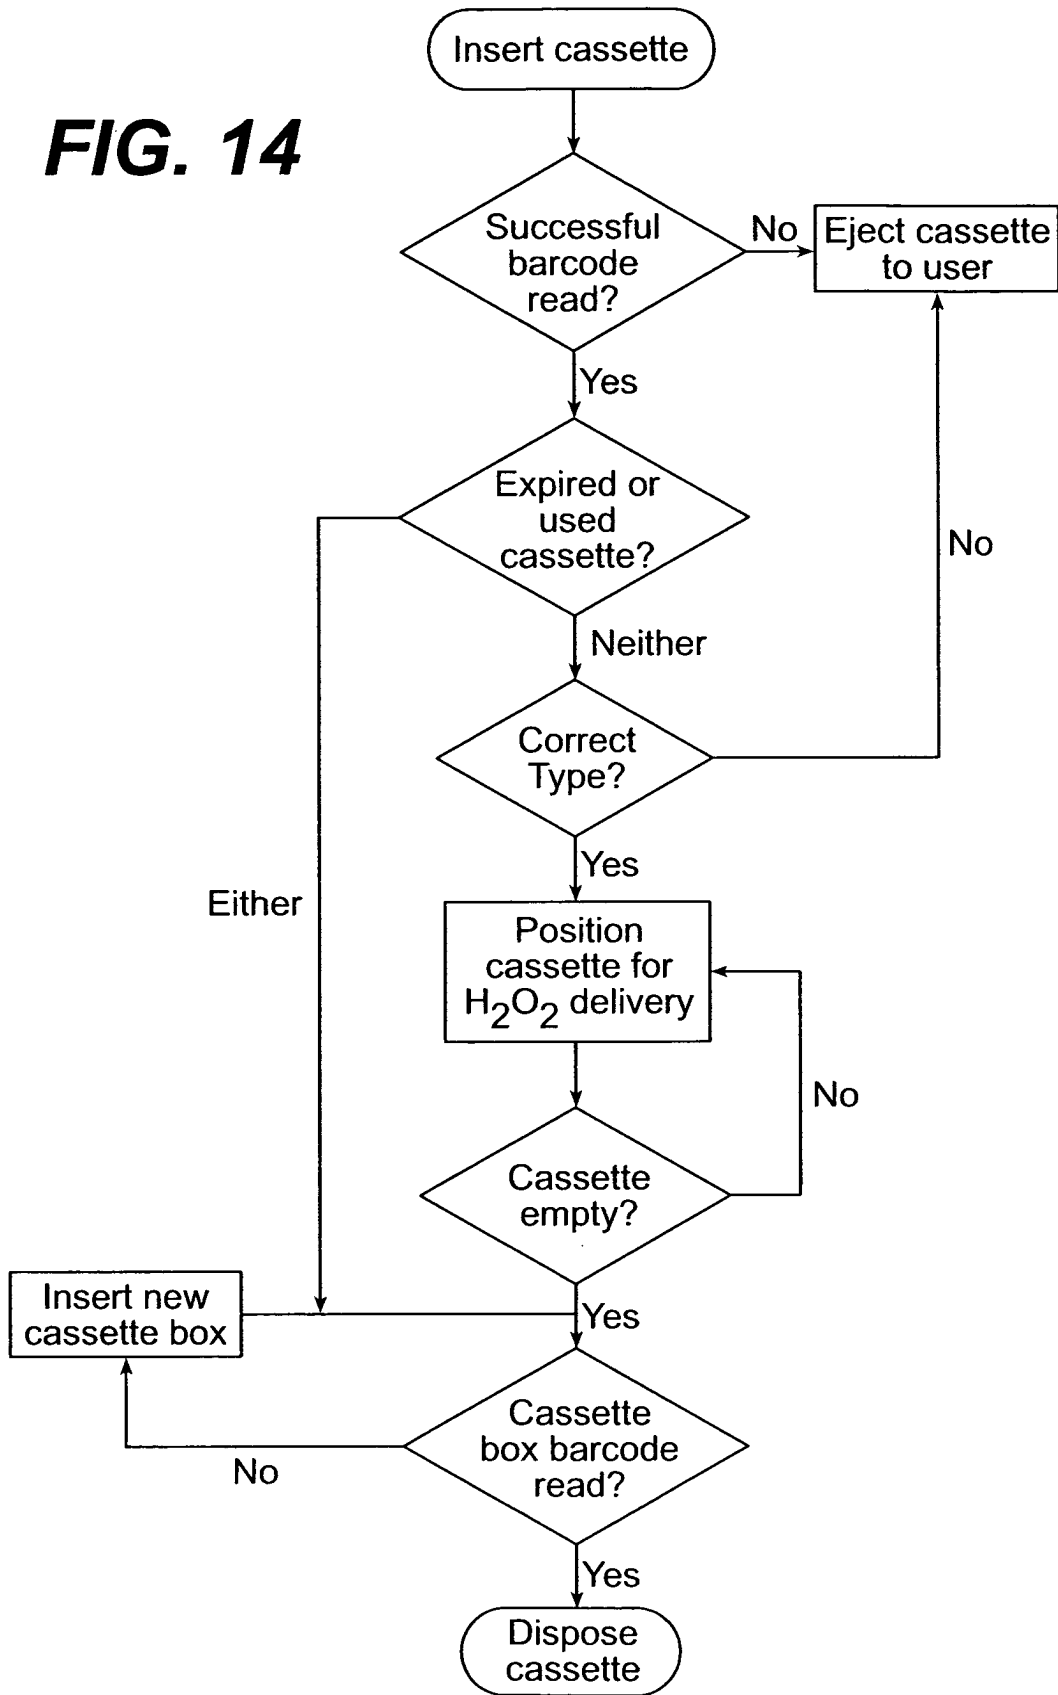 Insert cassette
FIG. 14
Successful
barcode
read?
No
Eject cassette
to user
Yes
Expired or
used
cassette?
No
Neither
Correct
Type?
Yes
Either
Position
cassette for
H₂O₂ delivery
No
Cassette
empty?
Insert new
cassette box
Yes
Cassette
box barcode
read?
No
Yes
Dispose
cassette